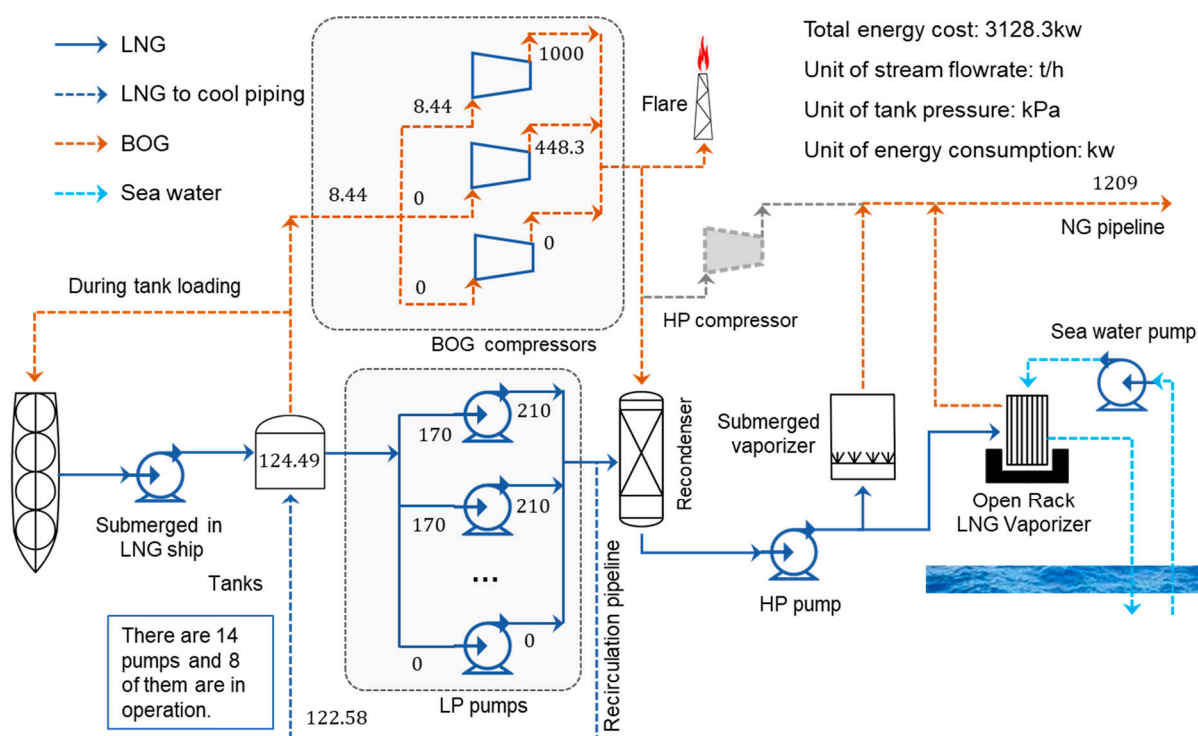 LNG
LNG to cool piping
BOG
Sea water
1000
8.44
448.3
8.44
0
0
0
BOG compressors
Flare
Total energy cost: 3128.3kw
Unit of stream flowrate: t/h
Unit of tank pressure: kPa
Unit of energy consumption: kw
1209
NG pipeline
During tank loading
HP compressor
Sea water pump
124.49
Submerged in
LNG ship
Tanks
210
170
210
170
...
0
0
LP pumps
Recirculation pipeline
Recondenser
Submerged
vaporizer
HP pump
Open Rack
LNG Vaporizer
There are 14
pumps and 8
of them are in
operation.
122.58